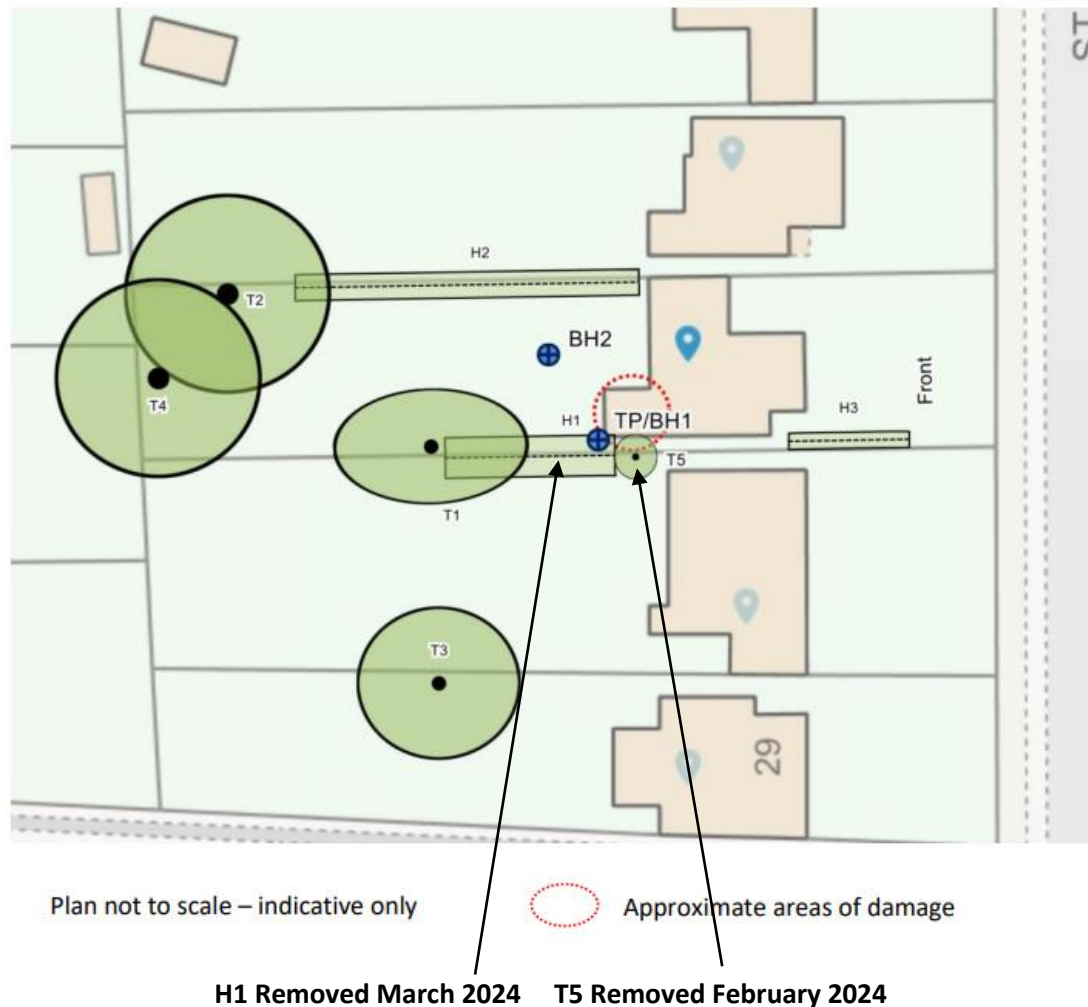 ST
H2
T2
BH2
T4
H1
TP/BH1
H3
Front
T5
T1
T3
29
Plan not to scale – indicative only
Approximate areas of damage
H1 Removed March 2024
T5 Removed February 2024